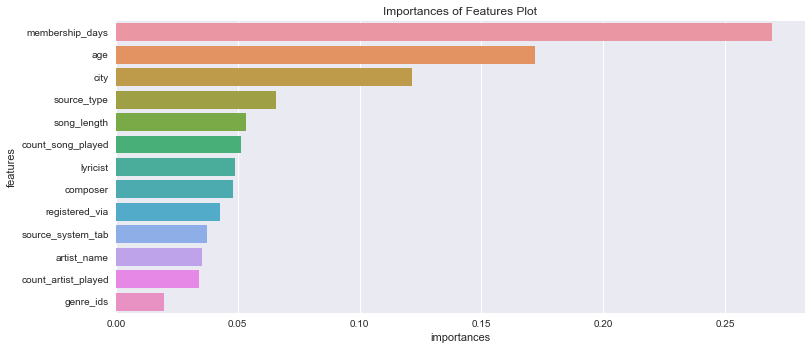 Importances of Features Plot
features
membership_days
age
city
source_type
song_length
count_song_played
lyricist
composer
registered_via
source_system_tab
artist_name
count_artist_played
genre_ids
0.00 0.05 0.10 0.15 0.20 0.25
importances